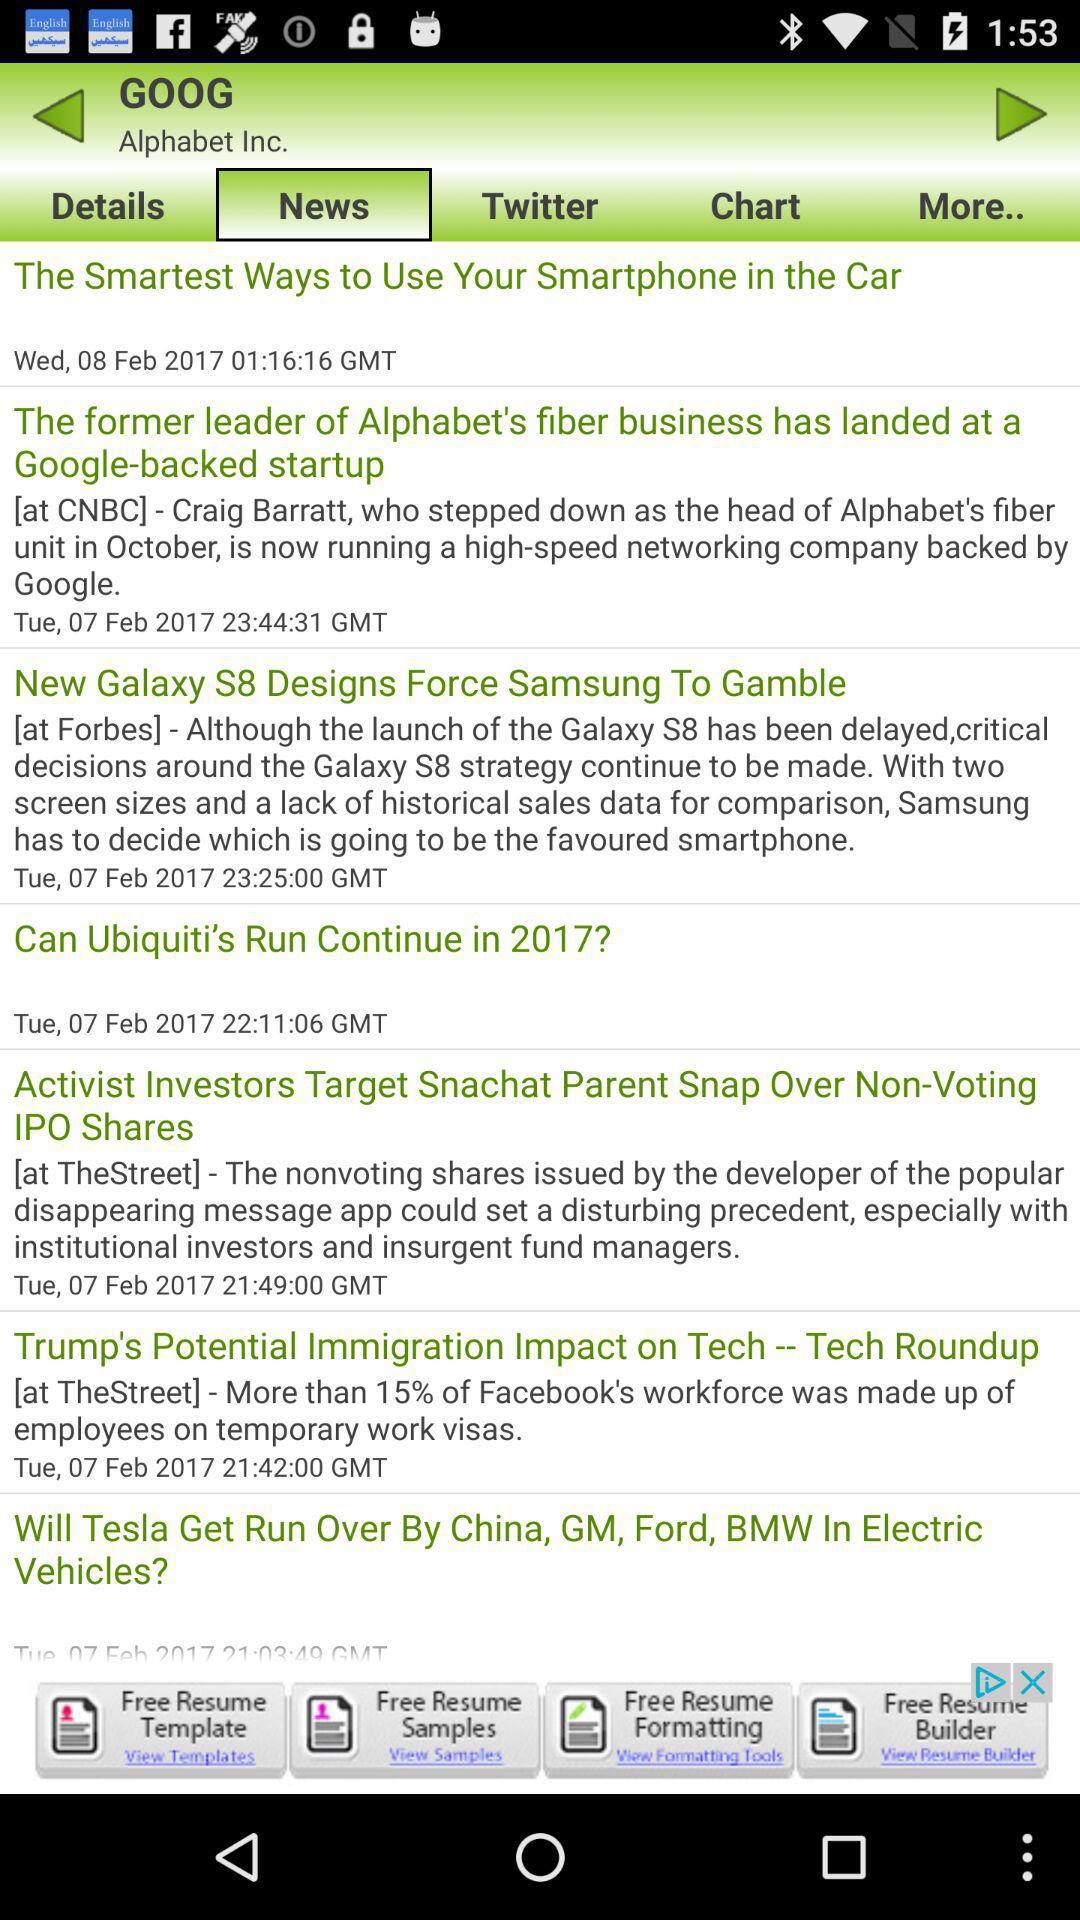 English English FAKE 1:53
سیکھیں سیکھیں
GOOG
Alphabet Inc.
Details News Twitter Chart More..
The Smartest Ways to Use Your Smartphone in the Car
Wed, 08 Feb 2017 01:16:16 GMT
The former leader of Alphabet's fiber business has landed at a
Google-backed startup
[at CNBC] - Craig Barratt, who stepped down as the head of Alphabet's fiber
unit in October, is now running a high-speed networking company backed by
Google.
Tue, 07 Feb 2017 23:44:31 GMT
New Galaxy S8 Designs Force Samsung To Gamble
[at Forbes] - Although the launch of the Galaxy S8 has been delayed,critical
decisions around the Galaxy S8 strategy continue to be made. With two
screen sizes and a lack of historical sales data for comparison, Samsung
has to decide which is going to be the favoured smartphone.
Tue, 07 Feb 2017 23:25:00 GMT
Can Ubiquiti’s Run Continue in 2017?
Tue, 07 Feb 2017 22:11:06 GMT
Activist Investors Target Snachat Parent Snap Over Non-Voting
IPO Shares
[at TheStreet] - The nonvoting shares issued by the developer of the popular
disappearing message app could set a disturbing precedent, especially with
institutional investors and insurgent fund managers.
Tue, 07 Feb 2017 21:49:00 GMT
Trump's Potential Immigration Impact on Tech -- Tech Roundup
[at TheStreet] - More than 15% of Facebook's workforce was made up of
employees on temporary work visas.
Tue, 07 Feb 2017 21:42:00 GMT
Will Tesla Get Run Over By China, GM, Ford, BMW In Electric
Vehicles?
Tue, 07 Feb 2017 21:03:49 GMT
Free Resume
Template
View Templates
Free Resume
Samples
View Samples
Free Resume
Formatting
View Formatting Tools
Free Resume
Builder
View Resume Builder